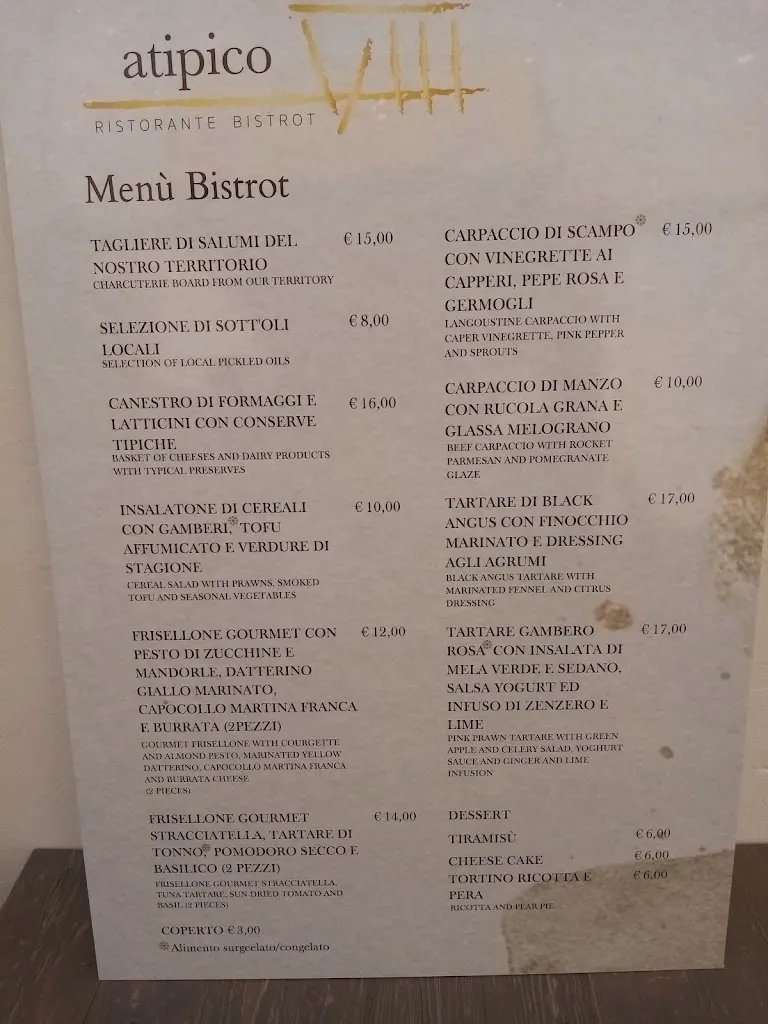 atipico VIII
RISTORANTE BISTROT
Menù Bistrot
TAGLIERE DI SALUMI DEL € 15,00
NOSTRO TERRITORIO
CHARCUTERIE BOARD FROM OUR TERRITORY
SELEZIONE DI SOTT'OLI € 8,00
LOCALI
SELECTION OF LOCAL PICKLED OILS
CANESTRO DI FORMAGGI E € 16,00
LATTICINI CON CONSERVE
TIPICHE
BASKET OF CHEESES AND DAIRY PRODUCTS
WITH TYPICAL PRESERVES
INSALATONE DI CEREALI € 10,00
CON GAMBERI,* TOFU
AFFUMICATO E VERDURE DI
STAGIONE
CEREAL SALAD WITH PRAWNS, SMOKED
TOFU AND SEASONAL VEGETABLES
FRISELLONE GOURMET CON € 12,00
PESTO DI ZUCCHINE E
MANDORLE, DATTERINO
GIALLO MARINATO,
CAPOCOLLO MARTINA FRANCA
E BURRATA (2PEZZI)
GOURMET FRISELLONE WITH COURGETTE
AND ALMOND PESTO, MARINATED YELLOW
DATTERINO, CAPOCOLLO MARTINA FRANCA
AND BURRATA CHEESE
(2 PIECES)
FRISELLONE GOURMET € 14,00
STRACCIATELLA, TARTARE DI
TONNO,* POMODORO SECCO E
BASILICO (2 PEZZI)
FRISELLONE GOURMET STRACCIATELLA,
TUNA TARTARE, SUN-DRIED TOMATO AND
BASIL (2 PIECES)
COPERTO € 3,00
* Alimento surgeelato/congelato
CARPACCIO DI SCAMPO* € 15,00
CON VINEGRETTE AI
CAPPERI, PEPE ROSA E
GERMOGLI
LANGOUSTINE CARPACCIO WITH
CAPER VINEGRETTE, PINK PEPPER
AND SPROUTS
CARPACCIO DI MANZO € 10,00
CON RUCOLA GRANA E
GLASSA MELOGRANO
BEEF CARPACCIO WITH ROCKET
PARMESAN AND POMEGRANATE
GLAZE
TARTARE DI BLACK € 17,00
ANGUS CON FINOCCHIO
MARINATO E DRESSING
AGLI AGRUMI
BLACK ANGUS TARTARE WITH
MARINATED FENNEL AND CITRUS
DRESSING
TARTARE GAMBERO € 17,00
ROSA* CON INSALATA DI
MELA VERDE E SEDANO,
SALSA YOGURT ED
INFUSO DI ZENZERO E
LIME
PINK PRAWN TARTARE WITH GREEN
APPLE AND CELERY SALAD, YOGHURT
SAUCE AND GINGER AND LIME
INFUSION
DESSERT
TIRAMISÙ € 6,00
CHEESE CAKE € 6,00
TORTINO RICOTTA E € 6,00
PERA
RICOTTA AND PEAR PIE